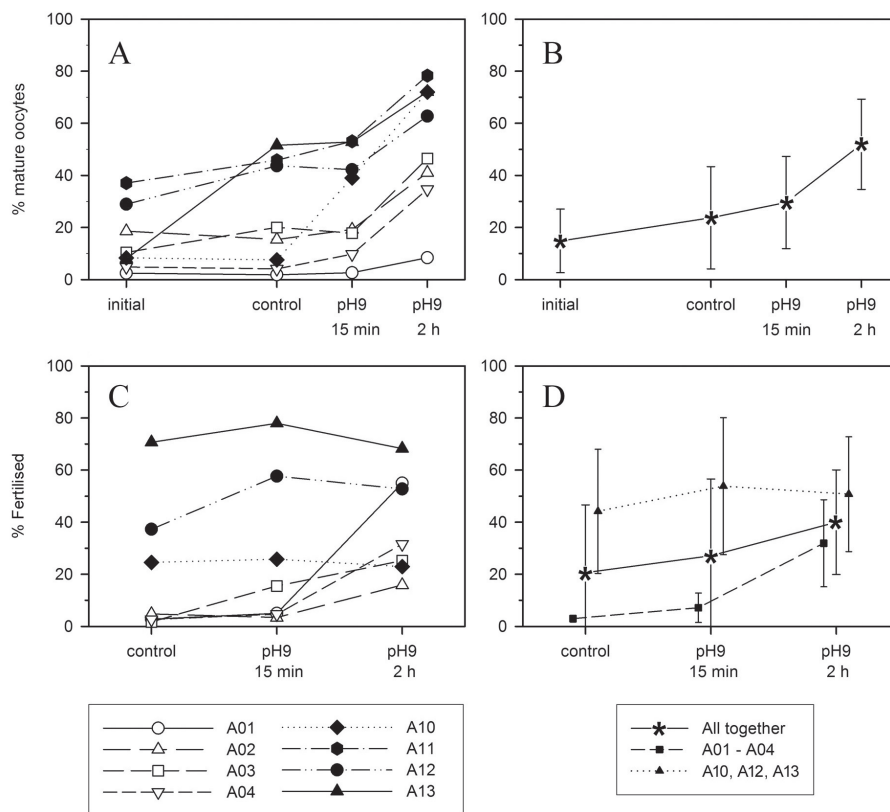 A
% mature oocytes
100
80
60
40
20
0
initial
control
pH9
15 min
pH9
2 h
B
100
80
60
40
20
0
initial
control
pH9
15 min
pH9
2 h
C
% Fertilised
100
80
60
40
20
0
control
pH9
15 min
pH9
2 h
D
100
80
60
40
20
0
control
pH9
15 min
pH9
2 h
A01
A02
A03
A04
A10
A11
A12
A13
All together
A01 - A04
A10, A12, A13